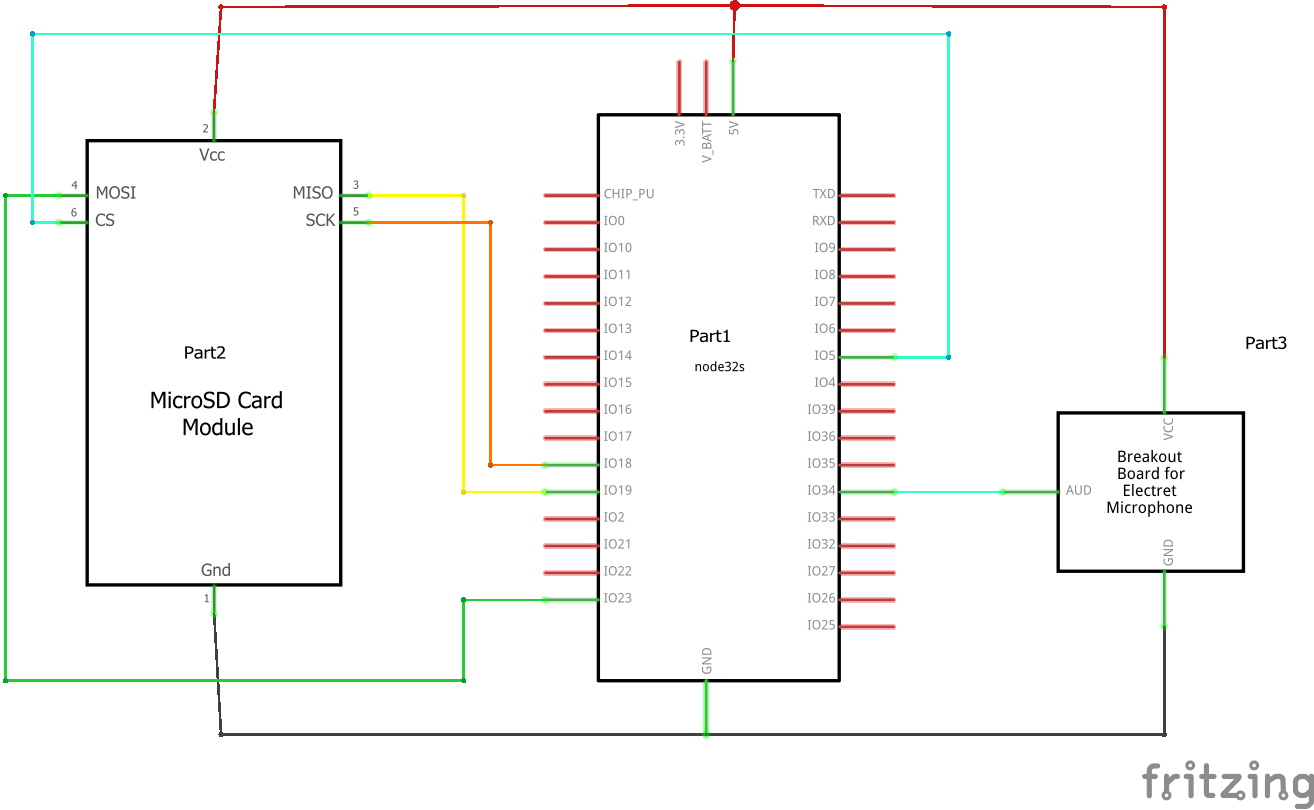 2
Vcc
4
MOSI
6
CS
3
MISO
5
SCK
Part2
MicroSD Card
Module
Gnd
1
3.3V
V_BATT
5V
CHIP_PU
IO0
IO10
IO11
IO12
IO13
IO14
IO15
IO16
IO17
IO18
IO19
IO2
IO21
IO22
IO23
Part1
node32s
TXD
RXD
IO9
IO8
IO7
IO6
IO5
IO4
IO39
IO36
IO35
IO34
IO33
IO32
IO27
IO26
IO25
GND
Part3
VCC
Breakout
Board for
Electret
Microphone
AUD
GND
fritzing